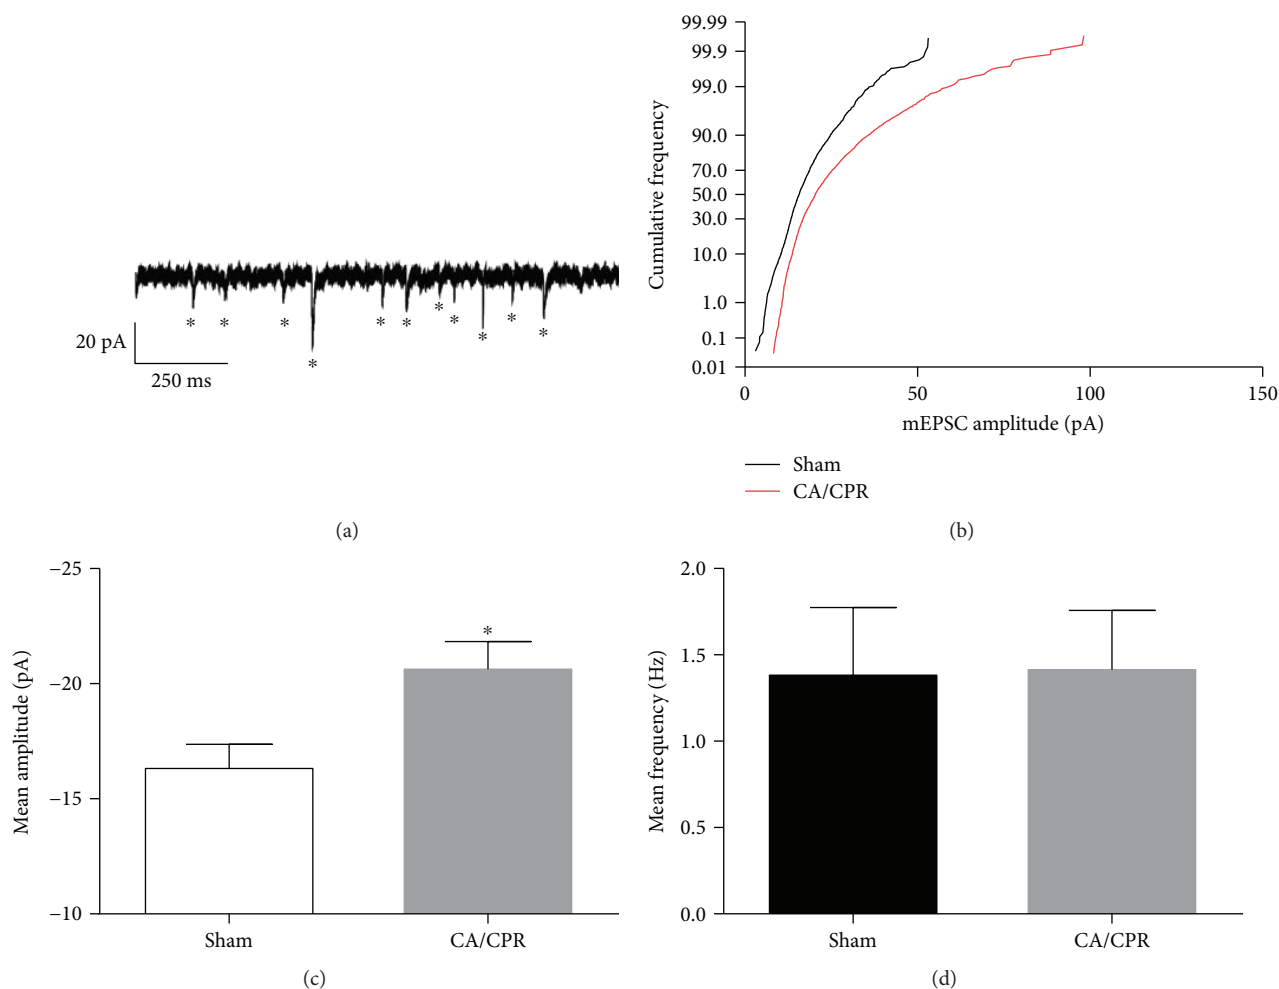 20 pA
250 ms
* * * * * * * * * * * *
(a)
Cumulative frequency
99.99
99.9
99.0
90.0
70.0
50.0
30.0
10.0
1.0
0.1
0.01
0 50 100 150
mEPSC amplitude (pA)
Sham
CA/CPR
(b)
Mean amplitude (pA)
−25
−20
−15
−10
*
Sham CA/CPR
(c)
Mean frequency (Hz)
2.0
1.5
1.0
0.5
0.0
Sham CA/CPR
(d)